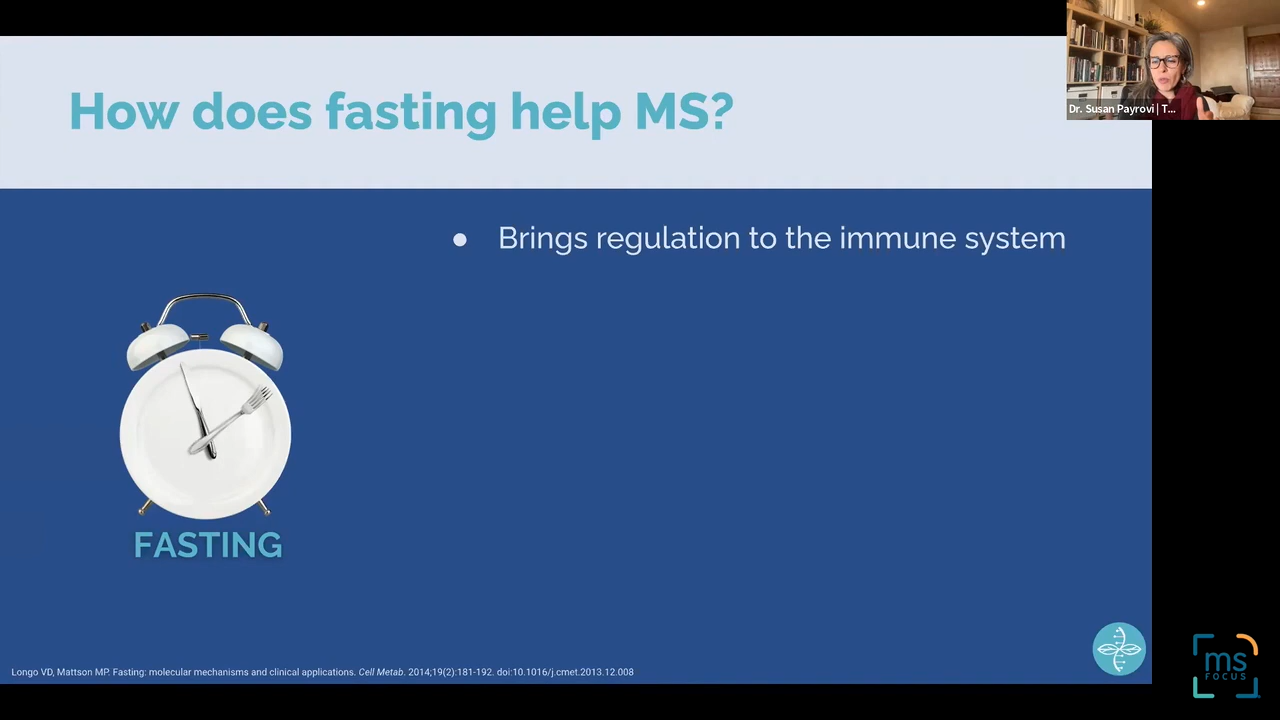 How does fasting help MS?
Dr. Susan Payrovi | T...
● Brings regulation to the immune system
FASTING
Longo VD, Mattson MP. Fasting: molecular mechanisms and clinical applications. Cell Metab. 2014;19(2):181-192. doi:10.1016/j.cmet.2013.12.008
ms
FOCUS